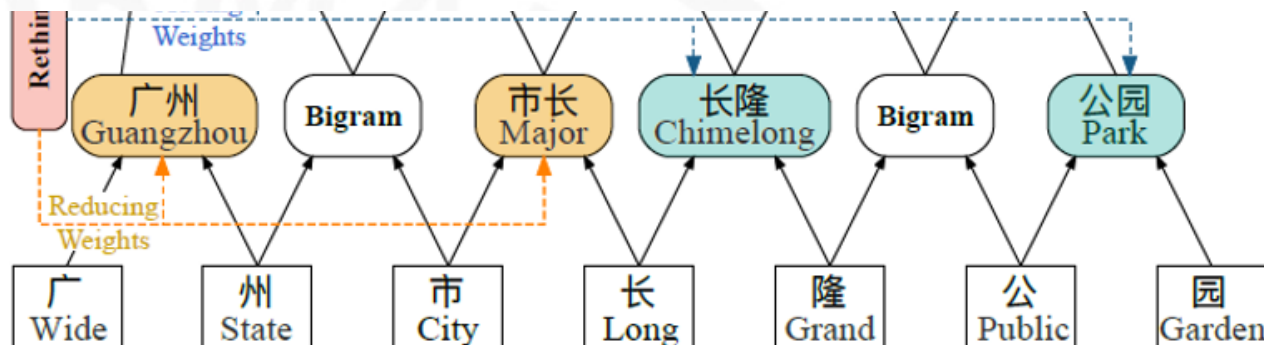 Rethin
Weights
广州
Guangzhou
Bigram
市长
Major
长隆
Chimelong
Bigram
公园
Park
Reducing
Weights
广
Wide
州
State
市
City
长
Long
隆
Grand
公
Public
园
Garden